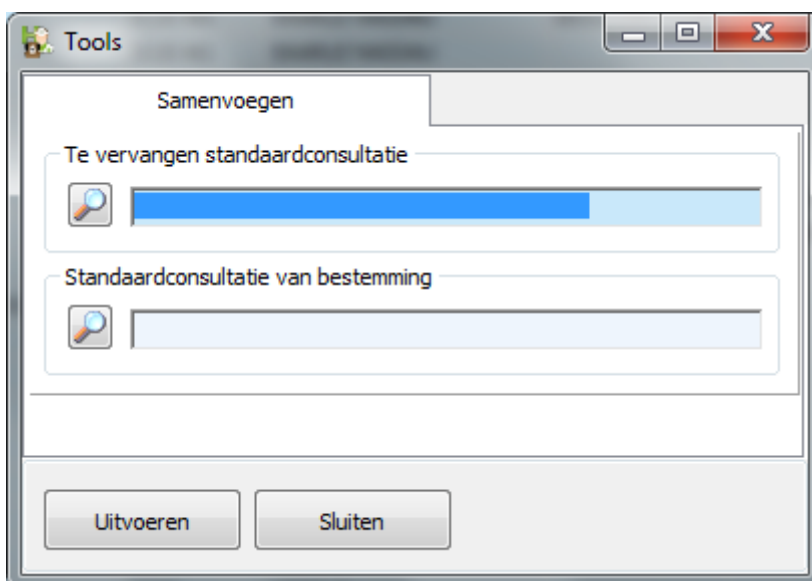 Tools
Samenvoegen
Te vervangen standaardconsultatie
Standaardconsultatie van bestemming
Uitvoeren
Sluiten